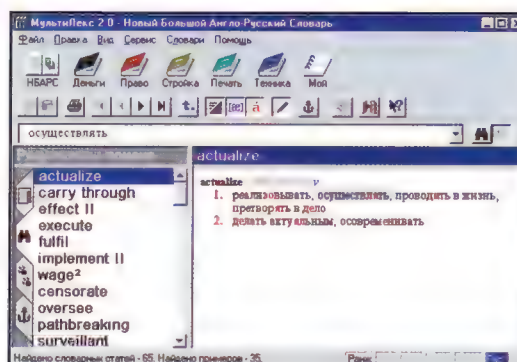 МультиЛекс 2.0 - Новый Большой Англо-Русский Словарь
Файл Правка Вид Сервис Словари Помощь
НБАРС Деньги Право Стройка Печать Техника Мой
осуществлять
actualize
actualize
carry through
effect II
execute
fulfil
implement II
wage²
censorate
oversee
pathbreaking
surveillant
actualize v
1. реализовывать, осуществлять, проводить в жизнь,
претворять в дело
2. делать актуальным, осовременивать
Найдено словарных статей - 65. Найдено примеров - 35.
Ранг